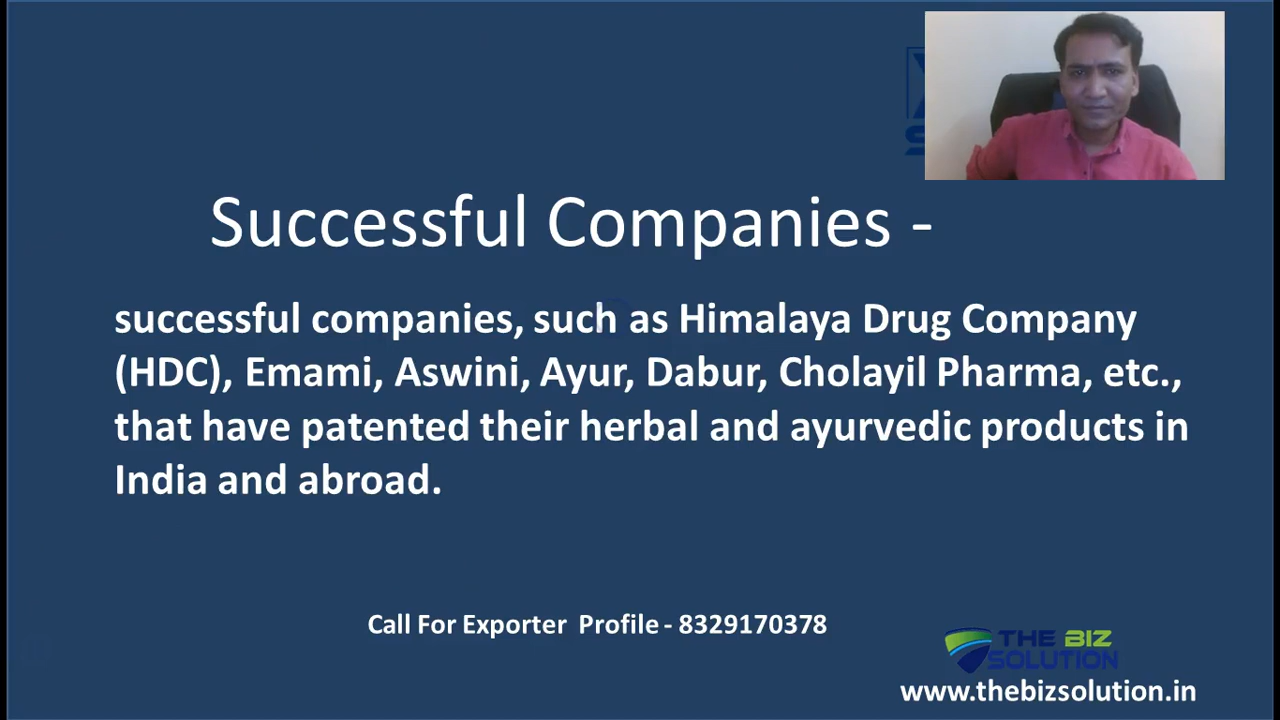 Successful Companies -
successful companies, such as Himalaya Drug Company
(HDC), Emami, Aswini, Ayur, Dabur, Cholayil Pharma, etc.,
that have patented their herbal and ayurvedic products in
India and abroad.
Call For Exporter Profile - 8329170378
THE BIZ
SOLUTION
www.thebizsolution.in